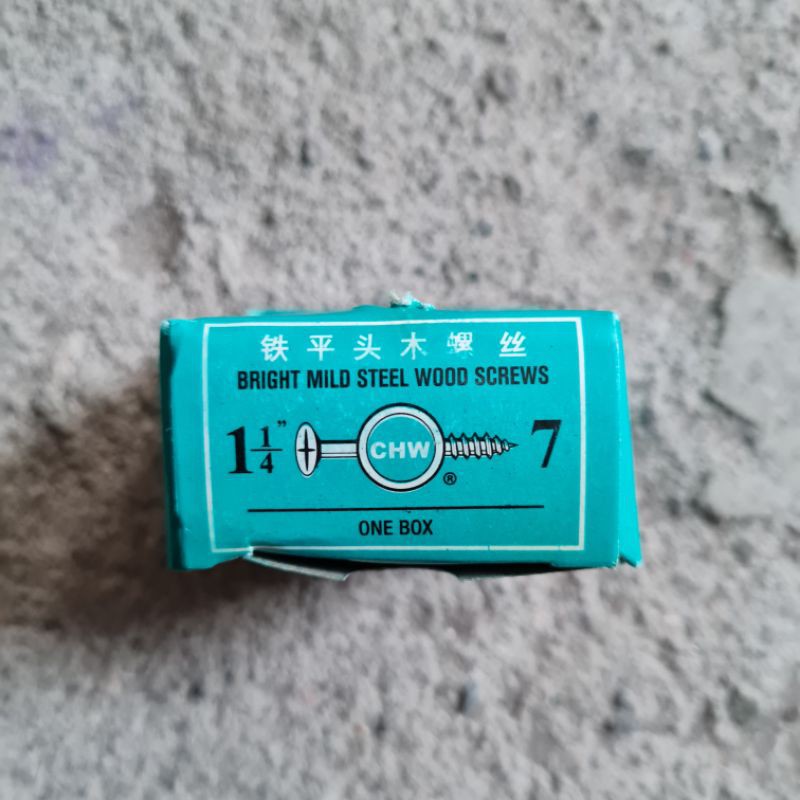 铁平头木螺丝
BRIGHT MILD STEEL WOOD SCREWS
1 1/4" CHW ® 7
ONE BOX